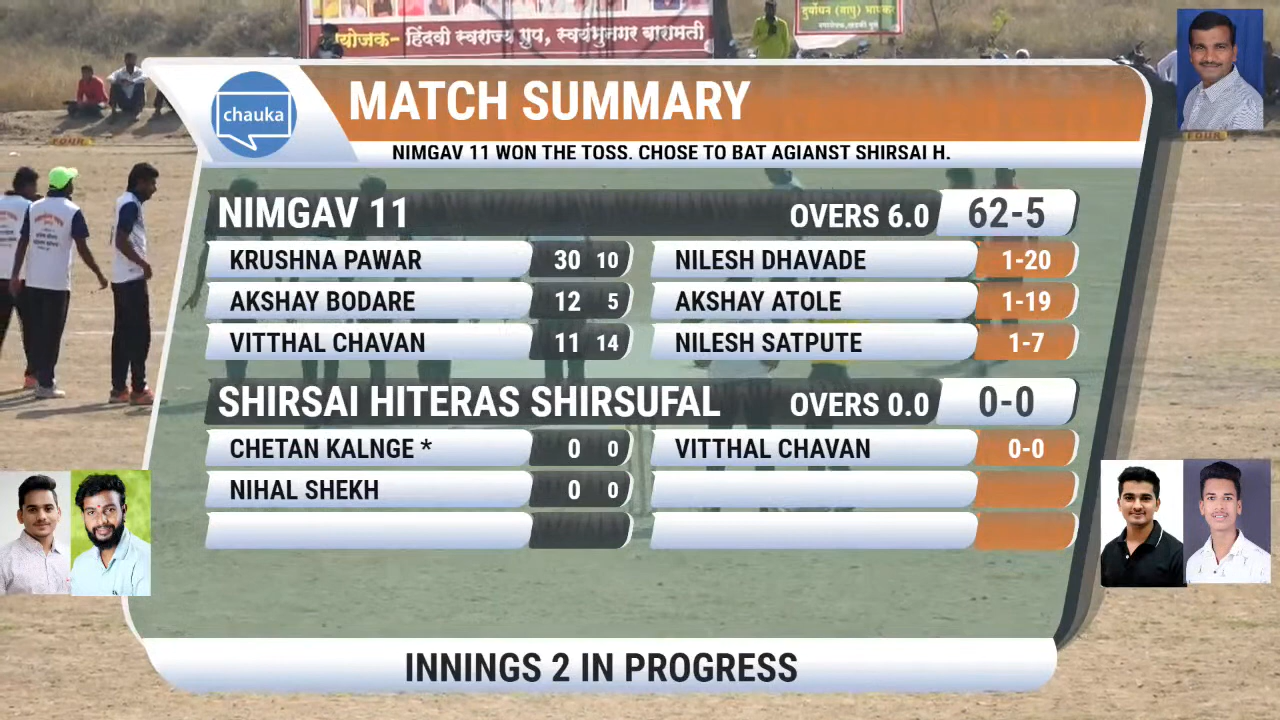 योजक- हिंदवी स्वराज्य ग्रुप, स्वयंभुनगर बारामती
chauka
MATCH SUMMARY
NIMGAV 11 WON THE TOSS. CHOSE TO BAT AGIANST SHIRSAI H.
FOUR
FOUR
NIMGAV 11 OVERS 6.0 62-5
KRUSHNA PAWAR 30 10 NILESH DHAVADE 1-20
AKSHAY BODARE 12 5 AKSHAY ATOLE 1-19
VITTHAL CHAVAN 11 14 NILESH SATPUTE 1-7
SHIRSAI HITERAS SHIRSUFAL OVERS 0.0 0-0
CHETAN KALNGE * 0 0 VITTHAL CHAVAN 0-0
NIHAL SHEKH 0 0
INNINGS 2 IN PROGRESS